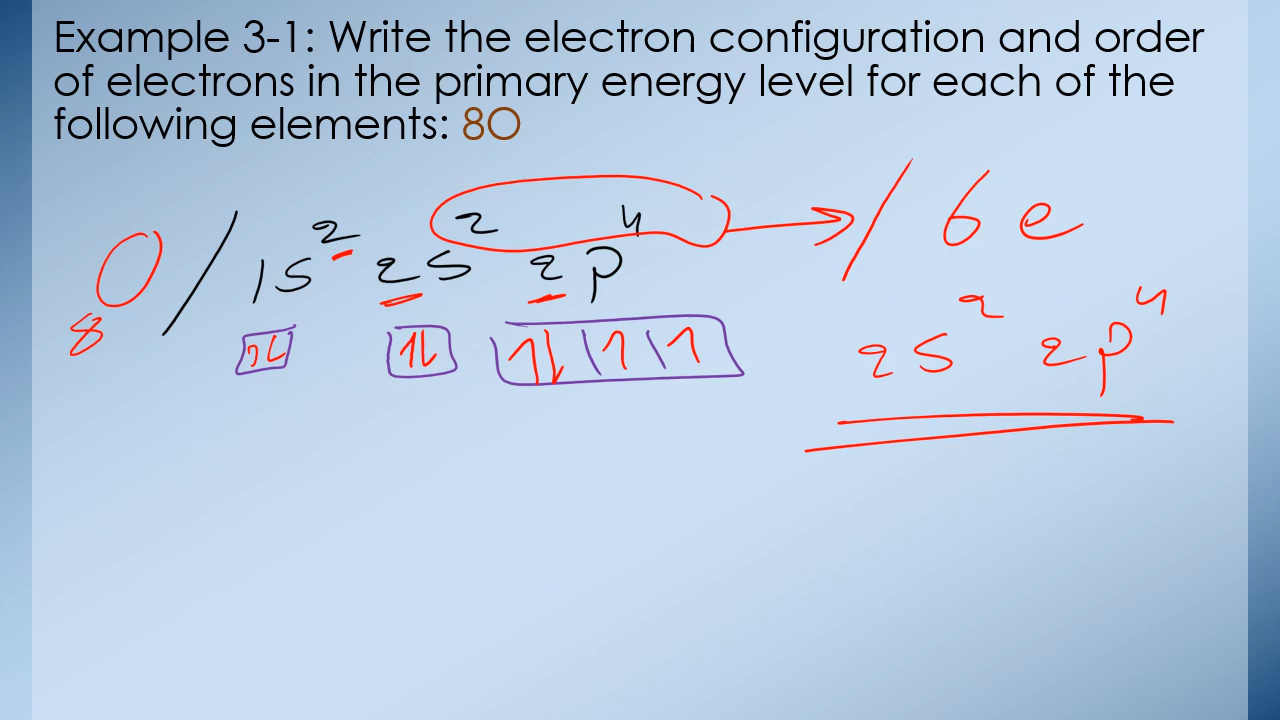 Example 3-1: Write the electron configuration and order
of electrons in the primary energy level for each of the
following elements: 8O
₈O / 1s² 2s² 2p⁴ → / 6 e
↿⇂ ↿⇂ ↿⇂ | ↿ | ↿
2s² 2p⁴